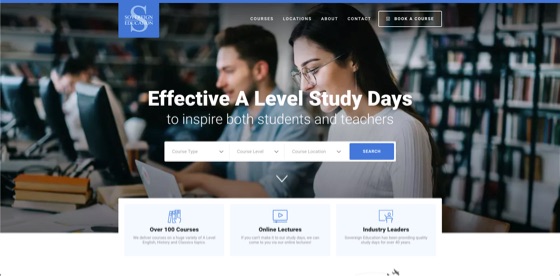 SOVEREIGN
EDUCATION
COURSES LOCATIONS ABOUT CONTACT BOOK A COURSE
Effective A Level Study Days
to inspire both students and teachers
Course Type Course Level Course Location SEARCH
Over 100 Courses Online Lectures Industry Leaders
We deliver courses on a huge variety of A Level
English, History and Classics topics.
If you can't make it to our study days, we can
come to you via our online lectures!
Sovereign Education has been providing quality
study days for over 40 years.